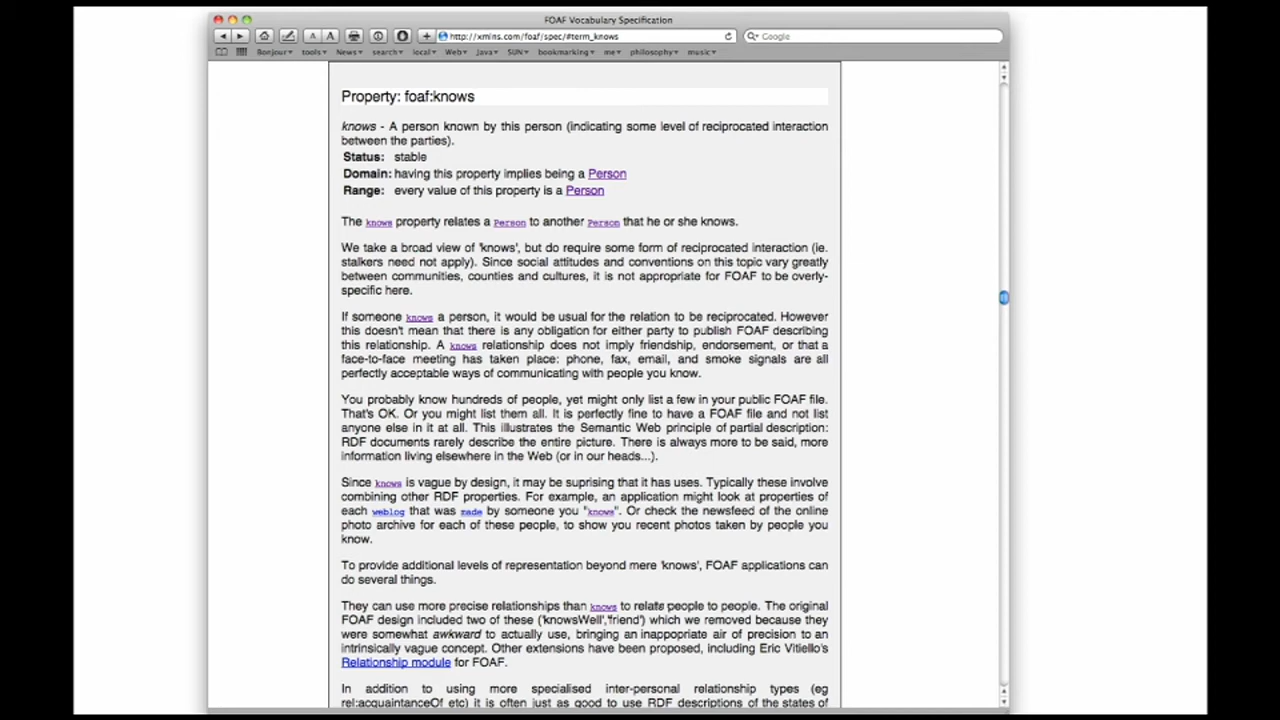 FOAF Vocabulary Specification
A A http://xmlns.com/foaf/spec/#term_knows Google
Bonjour tools News search local Web java SUN bookmarking me philosophy music
Property: foaf:knows
knows - A person known by this person (indicating some level of reciprocated interaction
between the parties).
Status: stable
Domain: having this property implies being a Person
Range: every value of this property is a Person
The knows property relates a Person to another Person that he or she knows.
We take a broad view of 'knows', but do require some form of reciprocated interaction (ie.
stalkers need not apply). Since social attitudes and conventions on this topic vary greatly
between communities, counties and cultures, it is not appropriate for FOAF to be overly-
specific here.
If someone knows a person, it would be usual for the relation to be reciprocated. However
this doesn't mean that there is any obligation for either party to publish FOAF describing
this relationship. A knows relationship does not imply friendship, endorsement, or that a
face-to-face meeting has taken place: phone, fax, email, and smoke signals are all
perfectly acceptable ways of communicating with people you know.
You probably know hundreds of people, yet might only list a few in your public FOAF file.
That's OK. Or you might list them all. It is perfectly fine to have a FOAF file and not list
anyone else in it at all. This illustrates the Semantic Web principle of partial description:
RDF documents rarely describe the entire picture. There is always more to be said, more
information living elsewhere in the Web (or in our heads...).
Since knows is vague by design, it may be suprising that it has uses. Typically these involve
combining other RDF properties. For example, an application might look at properties of
each weblog that was made by someone you "knows". Or check the newsfeed of the online
photo archive for each of these people, to show you recent photos taken by people you
know.
To provide additional levels of representation beyond mere 'knows', FOAF applications can
do several things.
They can use more precise relationships than knows to relate people to people. The original
FOAF design included two of these ('knowsWell','friend') which we removed because they
were somewhat awkward to actually use, bringing an inappopriate air of precision to an
intrinsically vague concept. Other extensions have been proposed, including Eric Vitiello's
Relationship module for FOAF.
In addition to using more specialised inter-personal relationship types (eg
rel:acquaintanceOf etc) it is often just as good to use RDF descriptions of the states of